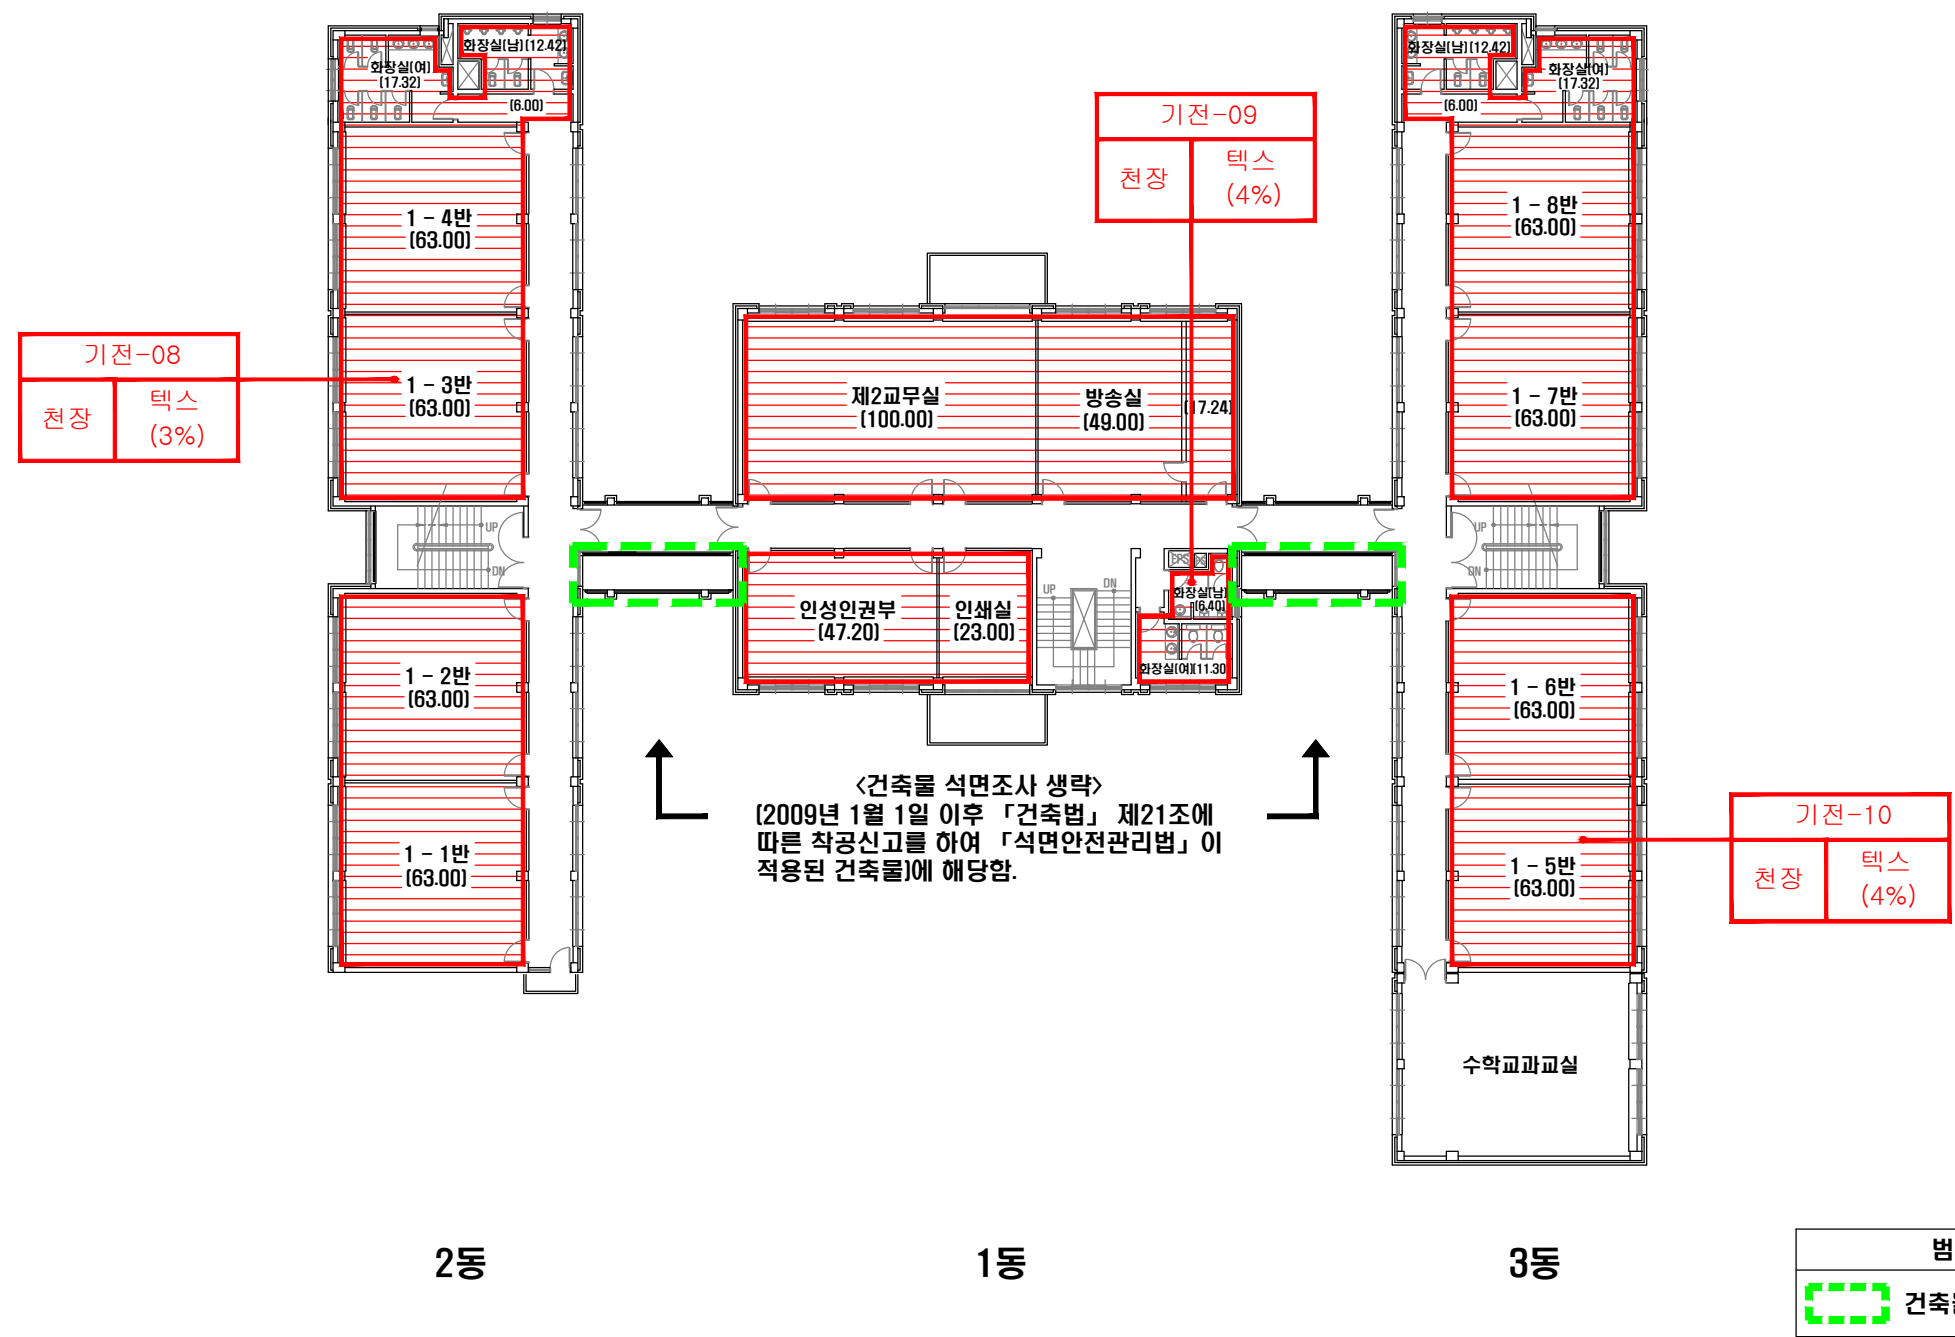 화장실(여)
(17.32)
화장실(남)(12.42)
(6.00)
1 - 4반
(63.00)
1 - 3반
(63.00)
UP
DN
1 - 2반
(63.00)
1 - 1반
(63.00)
기전-08
천장
텍스
(3%)
기전-09
천장
텍스
(4%)
제2교무실
(100.00)
방송실
(49.00)
(17.24)
인성인권부
(47.20)
인쇄실
(23.00)
UP
DN
EPS
화장실(남)
(6.40)
화장실(여)(11.30
<건축물 석면조사 생략>
(2009년 1월 1일 이후 「건축법」 제21조에
따른 착공신고를 하여 「석면안전관리법」이
적용된 건축물)에 해당함.
화장실(남)(12.42)
화장실(여)
(17.32)
(6.00)
1 - 8반
(63.00)
1 - 7반
(63.00)
UP
DN
1 - 6반
(63.00)
1 - 5반
(63.00)
기전-10
천장
텍스
(4%)
수학교과교실
2동
1동
3동
범
건축